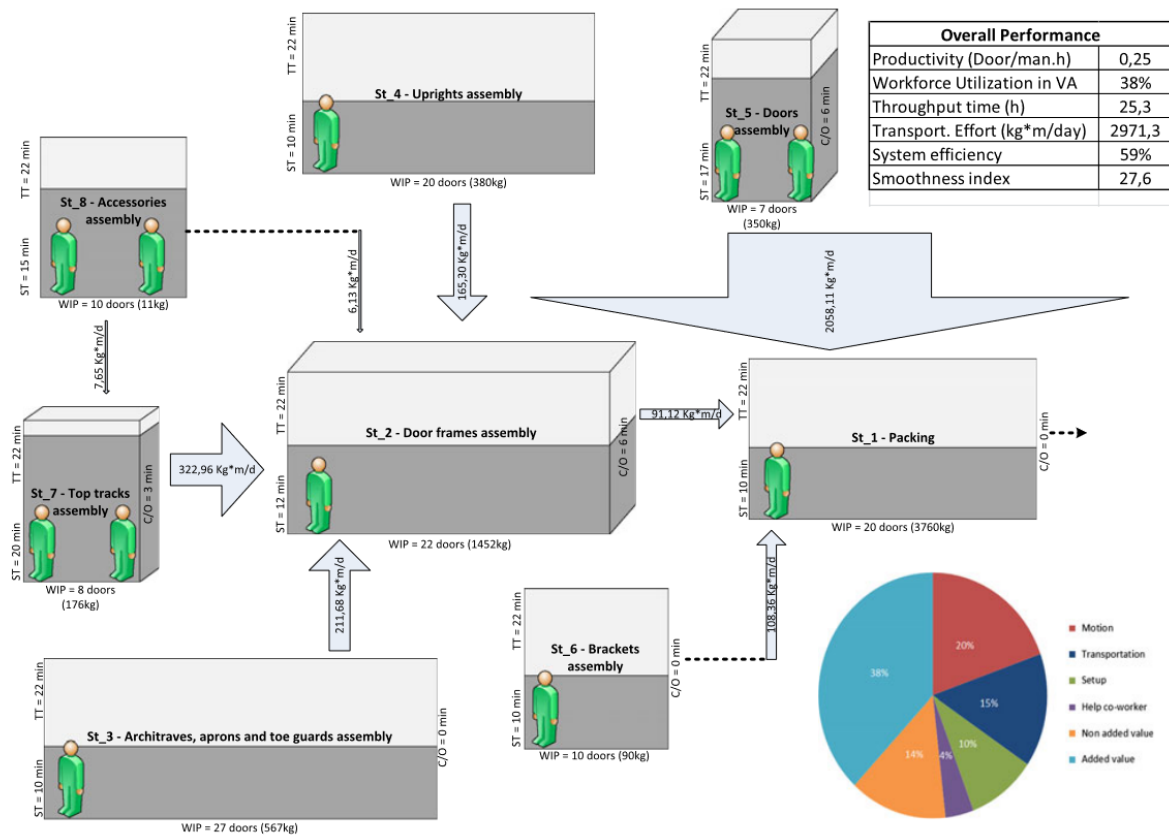 TT = 22 min
St_4 - Uprights assembly
ST = 10 min
WIP = 20 doors (380kg)
TT = 22 min
St_5 - Doors
assembly
C/O = 6 min
ST = 17 min
WIP = 7 doors
(350kg)
Overall Performance
Productivity (Door/man.h) 0,25
Workforce Utilization in VA 38%
Throughput time (h) 25,3
Transport. Effort (kg*m/day) 2971,3
System efficiency 59%
Smoothness index 27,6
TT = 22 min
St_8 - Accessories
assembly
ST = 15 min
WIP = 10 doors (11kg)
6,13 Kg*m/d
165,30 Kg*m/d
2058,11 Kg*m/d
7,65 Kg*m/d
TT = 22 min
St_2 - Door frames assembly
C/O = 6 min
ST = 12 min
WIP = 22 doors (1452kg)
91,12 Kg*m/d
TT = 22 min
St_1 - Packing
C/O = 0 min
ST = 10 min
WIP = 20 doors (3760kg)
TT = 22 min
St_7 - Top tracks
assembly
C/O = 3 min
ST = 20 min
WIP = 8 doors
(176kg)
322,96 Kg*m/d
211,68 Kg*m/d
108,36 Kg*m/d
TT = 22 min
St_6 - Brackets
assembly
C/O = 0 min
ST = 10 min
WIP = 10 doors (90kg)
TT = 22 min
St_3 - Architraves, aprons and toe guards assembly
C/O = 0 min
ST = 10 min
WIP = 27 doors (567kg)
20%
15%
10%
4%
14%
38%
Motion
Transportation
Setup
Help co-worker
Non added value
Added value